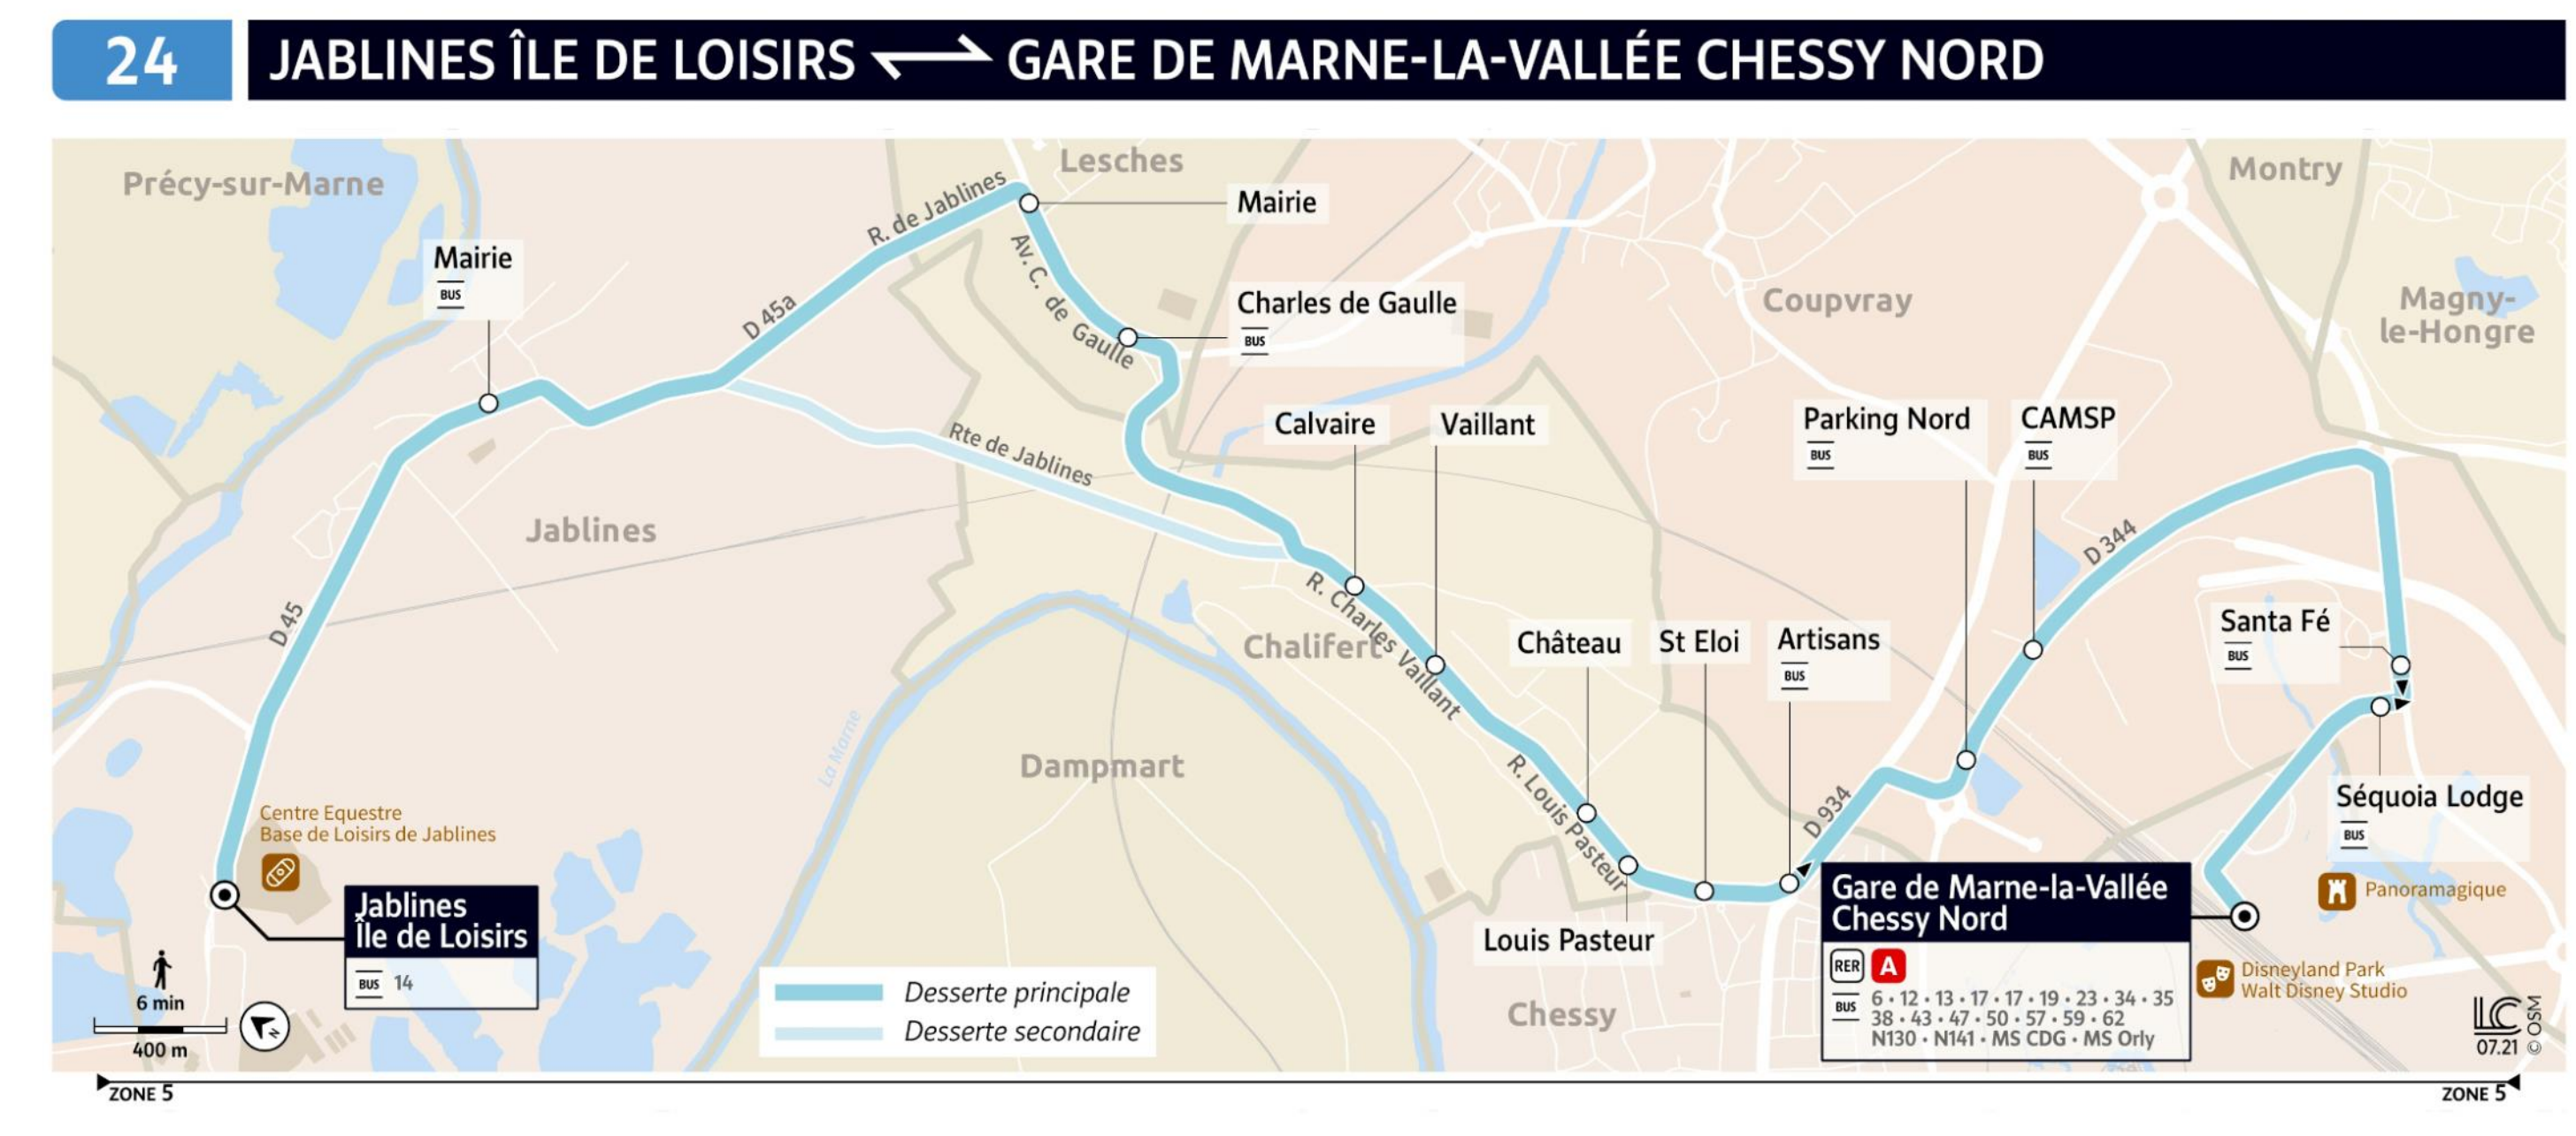 24
JABLINES ÎLE DE LOISIRS GARE DE MARNE-LA-VALLÉE CHESSY NORD
Précy-sur-Marne
Lesches
Montry
R. de Jablines
Mairie
Mairie
BUS
Av. C. de Gaulle
Charles de Gaulle
BUS
Coupvray
Magny-
le-Hongre
D 45a
Calvaire
Vaillant
Parking Nord
BUS
CAMSP
BUS
Rte de Jablines
Jablines
D 344
D 45
R. Charles Vaillant
Chalifert
Château
St Eloi
Artisans
BUS
Santa Fé
BUS
La Marne
Dampmart
R. Louis Pasteur
D 934
Séquoia Lodge
BUS
Centre Equestre
Base de Loisirs de Jablines
Jablines
Île de Loisirs
BUS 14
Louis Pasteur
Gare de Marne-la-Vallée
Chessy Nord
RER A
BUS
6 • 12 • 13 • 17 • 17 • 19 • 23 • 34 • 35
38 • 43 • 47 • 50 • 57 • 59 • 62
N130 • N141 • MS CDG • MS Orly
Panoramagique
Disneyland Park
Walt Disney Studio
6 min
400 m
N
Desserte principale
Desserte secondaire
Chessy
LC
07.21
© OSM
ZONE 5
ZONE 5